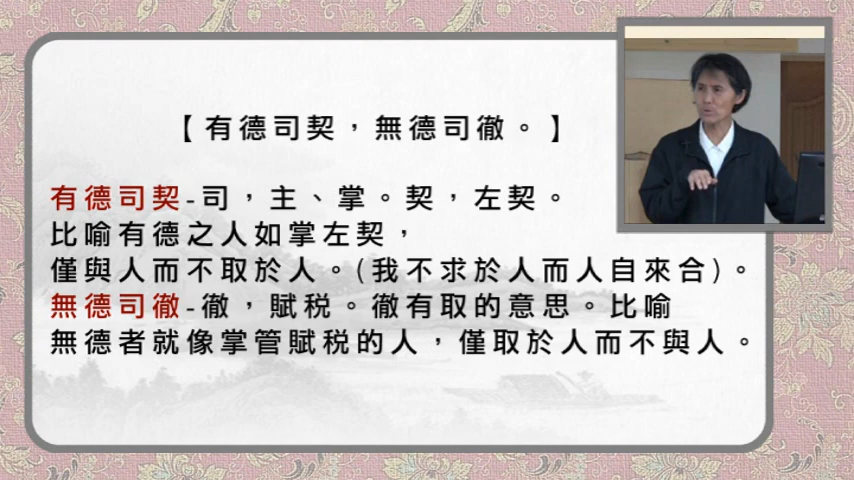 【有德司契，無德司徹。】
有德司契-司，主、掌。契，左契。
比喻有德之人如掌左契，
僅與人而不取於人。(我不求於人而人自來合)。
無德司徹-徹，賦税。徹有取的意思。比喻
無德者就像掌管賦税的人，僅取於人而不與人。